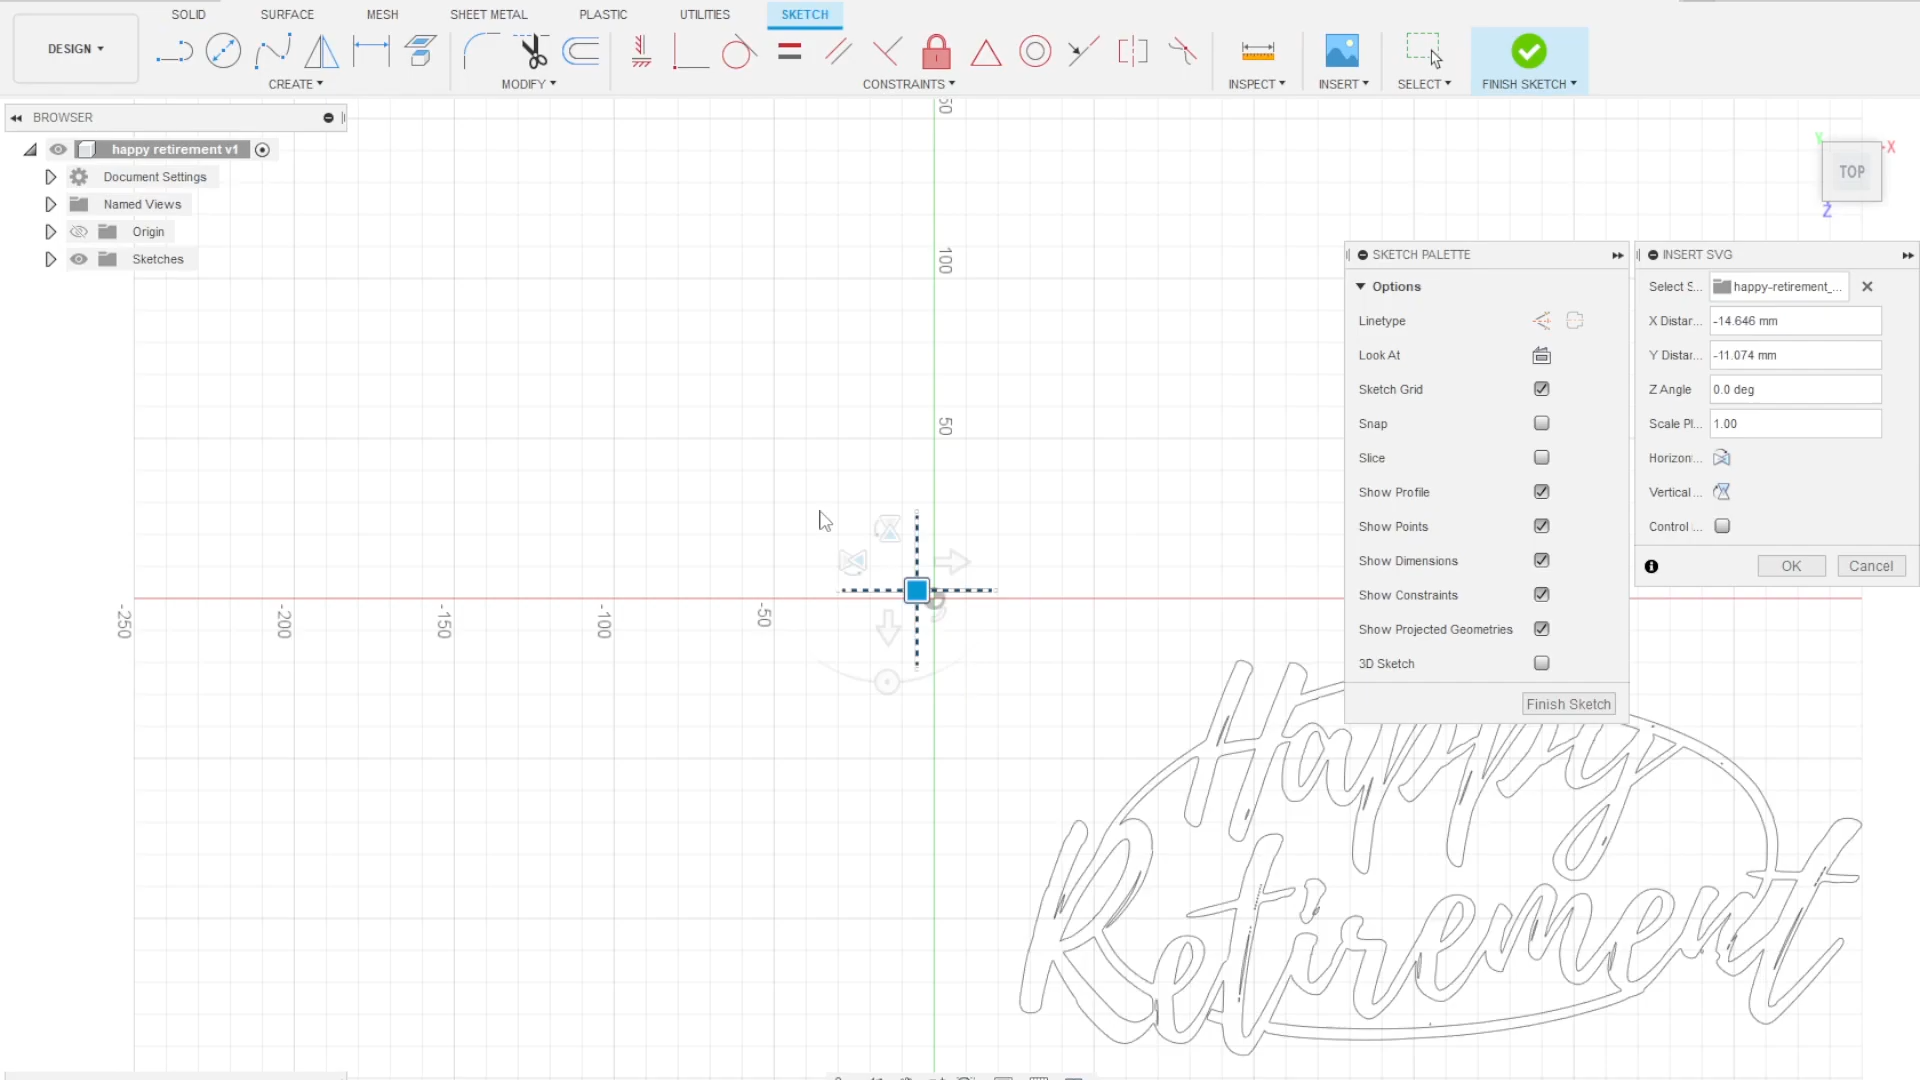 SOLID SURFACE MESH SHEET METAL PLASTIC UTILITIES SKETCH
DESIGN
CREATE MODIFY CONSTRAINTS INSPECT INSERT SELECT FINISH SKETCH
BROWSER
happy retirement v1
Document Settings
Named Views
Origin
Sketches
100
50
-250 -200 -150 -100 -50
Y X
TOP
Z
SKETCH PALETTE
Options
Linetype
Look At
Sketch Grid
Snap
Slice
Show Profile
Show Points
Show Dimensions
Show Constraints
Show Projected Geometries
3D Sketch
Finish Sketch
INSERT SVG
Select S... happy-retirement_...
X Distar... -14.646 mm
Y Distar... -11.074 mm
Z Angle 0.0 deg
Scale Pl... 1.00
Horizon...
Vertical ...
Control ...
OK Cancel
Happy
Retirement